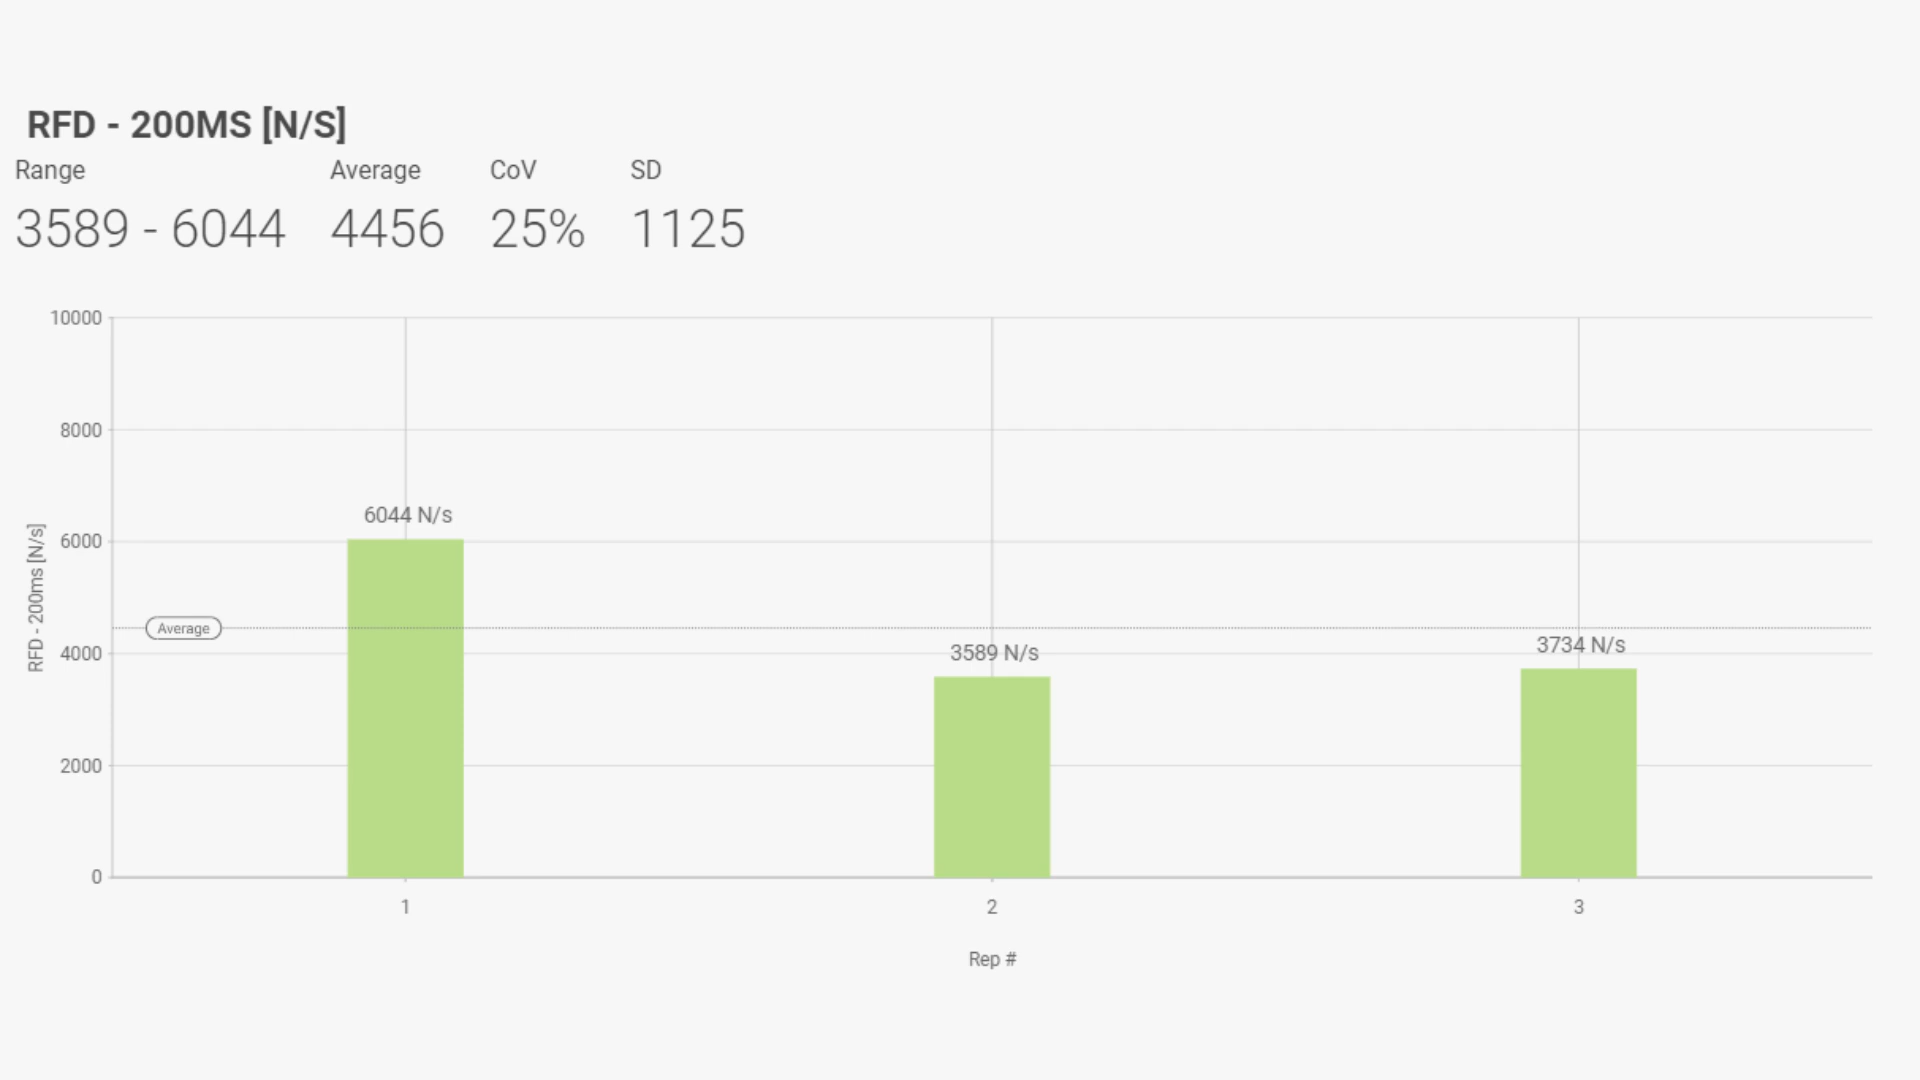 RFD - 200MS [N/S]
Range Average CoV SD
3589 - 6044 4456 25% 1125
10000
8000
6044 N/s
6000
RFD - 200ms [N/s]
Average
4000
3589 N/s
3734 N/s
2000
0
1 2 3
Rep #